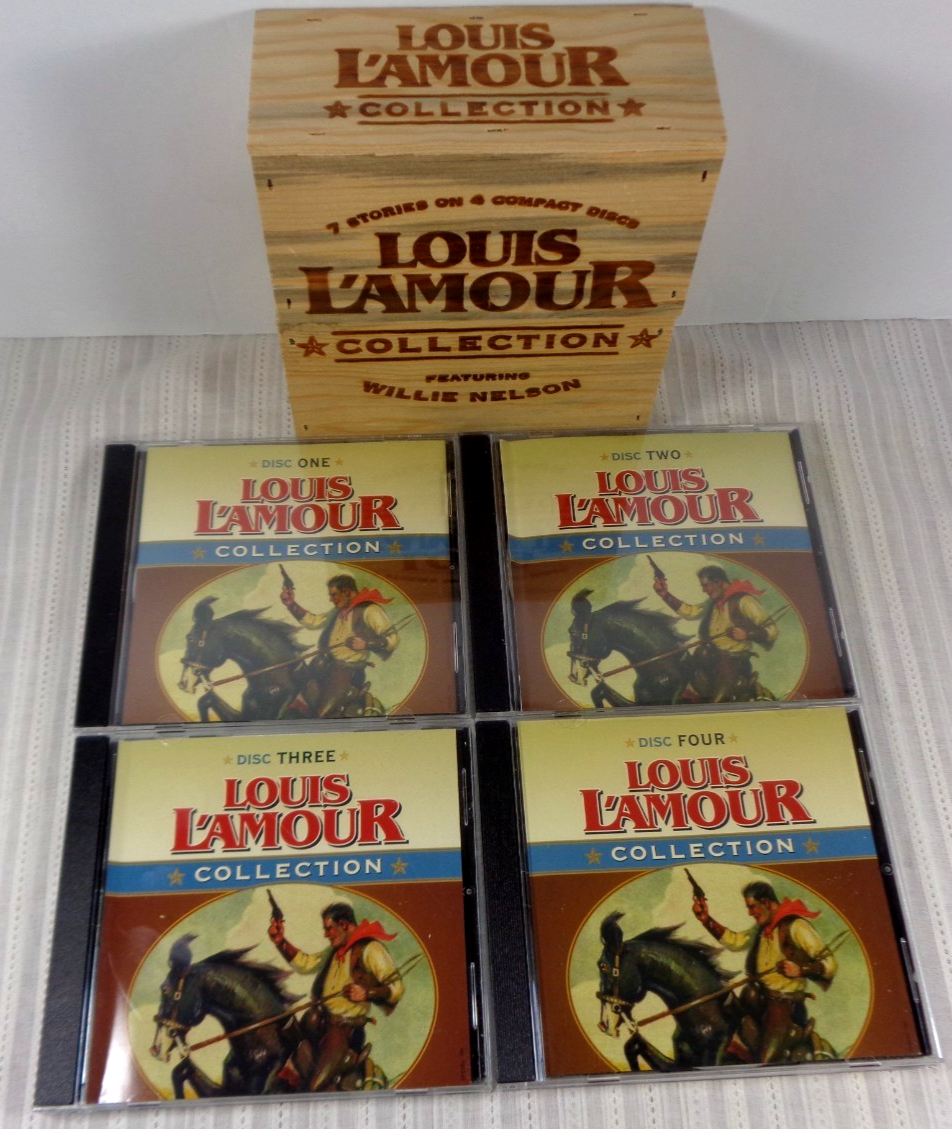 LOUIS
L'AMOUR
COLLECTION
7 STORIES ON 4 COMPACT DISCS
LOUIS
L'AMOUR
COLLECTION
FEATURING
WILLIE NELSON
DISC ONE
LOUIS
L'AMOUR
COLLECTION
DISC TWO
LOUIS
L'AMOUR
COLLECTION
DISC THREE
LOUIS
L'AMOUR
COLLECTION
DISC FOUR
LOUIS
L'AMOUR
COLLECTION